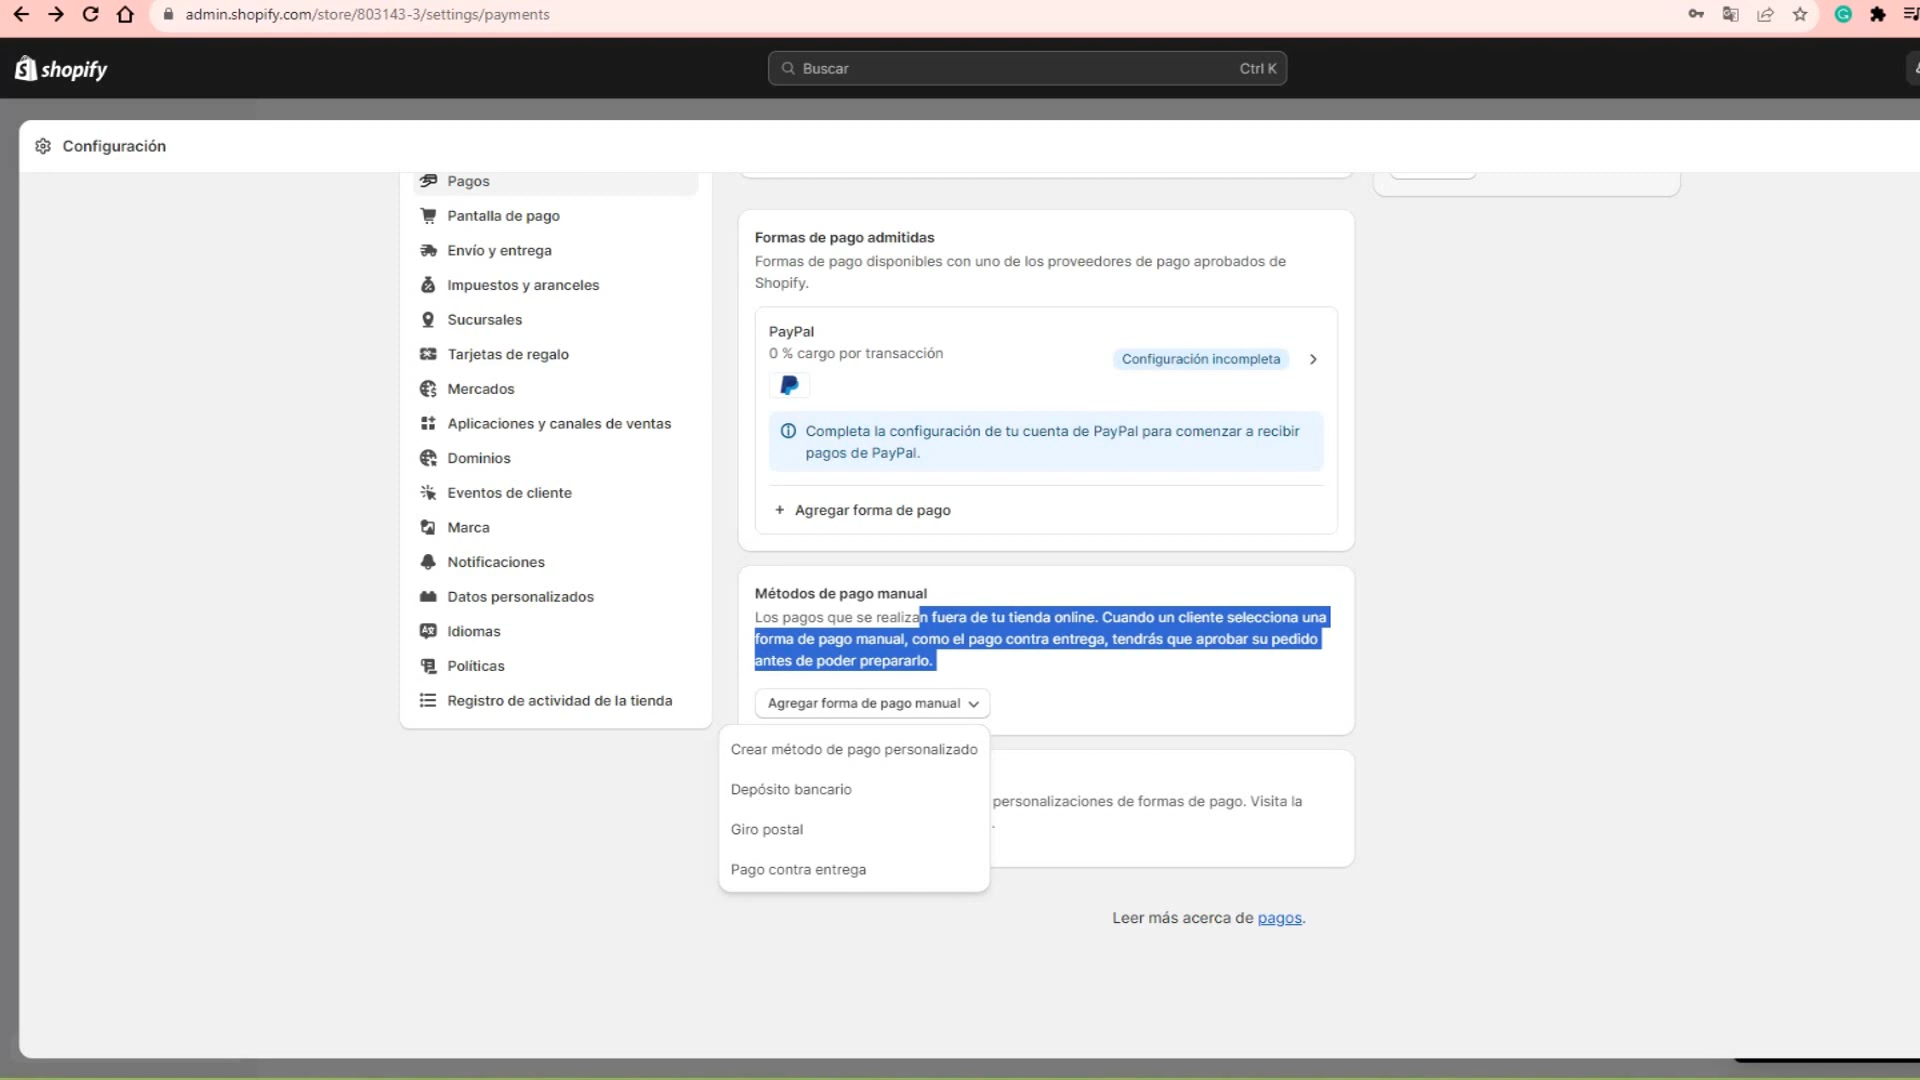 admin.shopify.com/store/803143-3/settings/payments
shopify
Buscar
Ctrl K
Configuración
Pagos
Pantalla de pago
Envío y entrega
Impuestos y aranceles
Sucursales
Tarjetas de regalo
Mercados
Aplicaciones y canales de ventas
Dominios
Eventos de cliente
Marca
Notificaciones
Datos personalizados
Idiomas
Políticas
Registro de actividad de la tienda
Formas de pago admitidas
Formas de pago disponibles con uno de los proveedores de pago aprobados de
Shopify.
PayPal
0 % cargo por transacción
Configuración incompleta
Completa la configuración de tu cuenta de PayPal para comenzar a recibir
pagos de PayPal.
+ Agregar forma de pago
Métodos de pago manual
Los pagos que se realizan fuera de tu tienda online. Cuando un cliente selecciona una
forma de pago manual, como el pago contra entrega, tendrás que aprobar su pedido
antes de poder prepararlo.
Agregar forma de pago manual
Crear método de pago personalizado
Depósito bancario
Giro postal
Pago contra entrega
personalizaciones de formas de pago. Visita la
.
Leer más acerca de pagos.